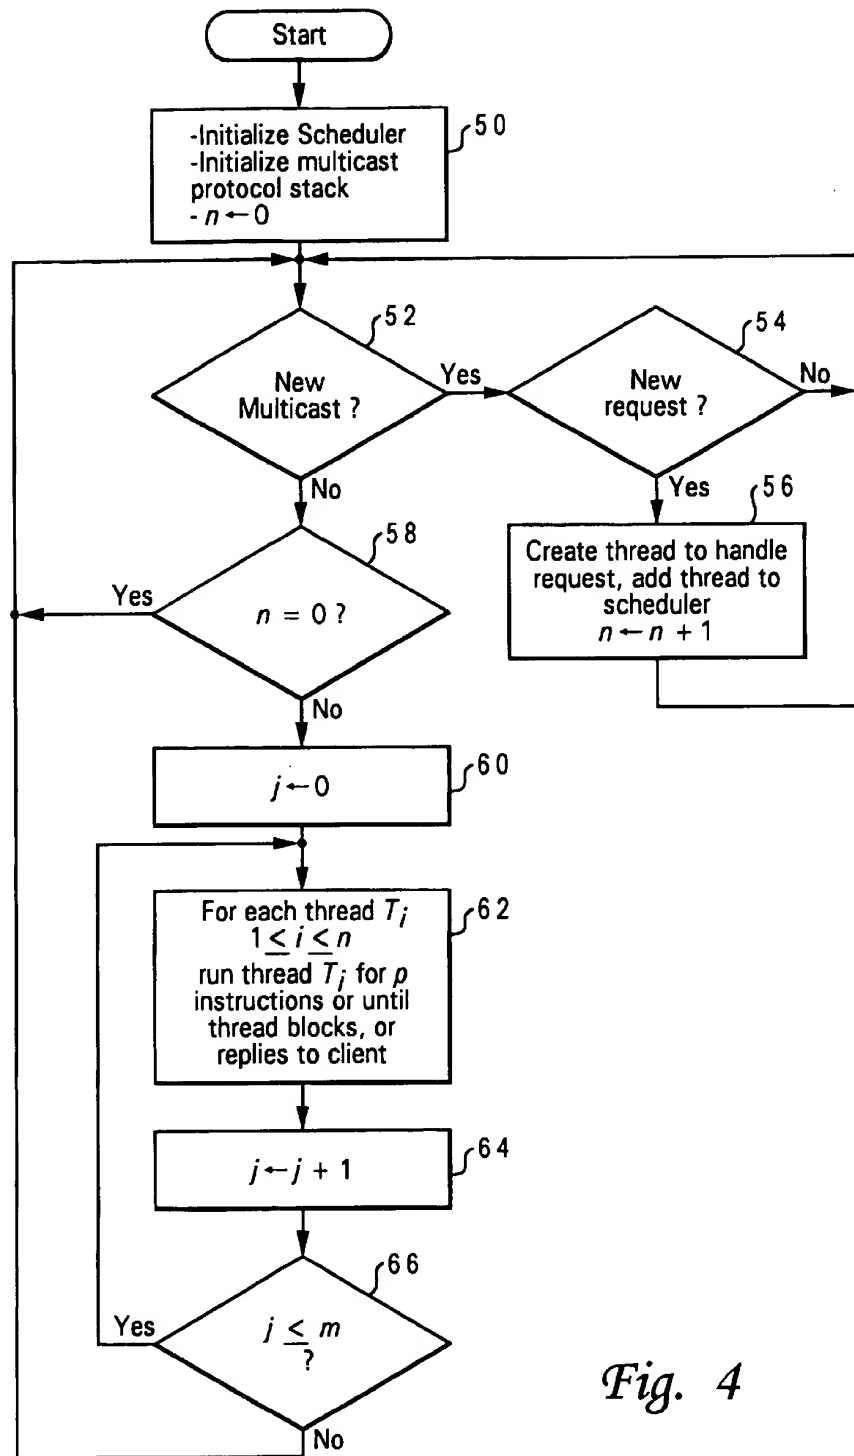 Start
-Initialize Scheduler
-Initialize multicast
protocol stack
- n ← 0
50
New
Multicast ?
52
Yes
No
New
request ?
54
No
Yes
Create thread to handle
request, add thread to
scheduler
n ← n + 1
56
n = 0 ?
58
Yes
No
j ← 0
60
For each thread Ti
1 ≤ i ≤ n
run thread Ti for p
instructions or until
thread blocks, or
replies to client
62
j ← j + 1
64
j ≤ m
?
66
Yes
No
Fig. 4